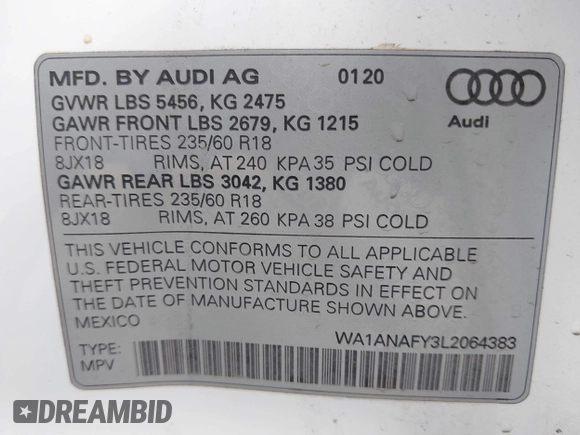 MFD. BY AUDI AG 0120
GVWR LBS 5456, KG 2475
GAWR FRONT LBS 2679, KG 1215
FRONT-TIRES 235/60 R18
8JX18 RIMS, AT 240 KPA 35 PSI COLD
GAWR REAR LBS 3042, KG 1380
REAR-TIRES 235/60 R18
8JX18 RIMS, AT 260 KPA 38 PSI COLD
Audi
THIS VEHICLE CONFORMS TO ALL APPLICABLE
U.S. FEDERAL MOTOR VEHICLE SAFETY AND
THEFT PREVENTION STANDARDS IN EFFECT ON
THE DATE OF MANUFACTURE SHOWN ABOVE.
MEXICO
WA1ANAFY3L2064383
TYPE:
MPV
DREAMBID